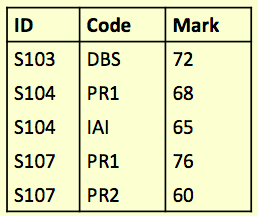 ID Code Mark
S103 DBS 72
S104 PR1 68
S104 IAI 65
S107 PR1 76
S107 PR2 60